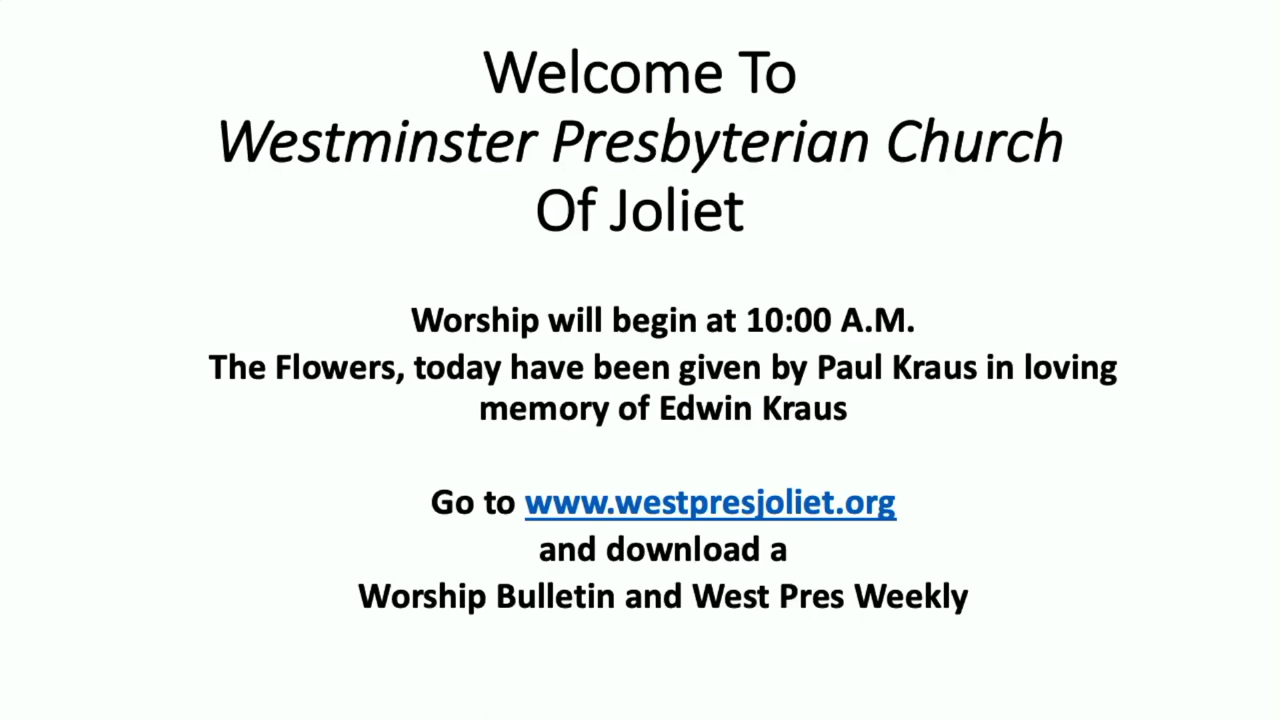 Welcome To
Westminster Presbyterian Church
Of Joliet
Worship will begin at 10:00 A.M.
The Flowers, today have been given by Paul Kraus in loving
memory of Edwin Kraus
Go to www.westpresjoliet.org
and download a
Worship Bulletin and West Pres Weekly